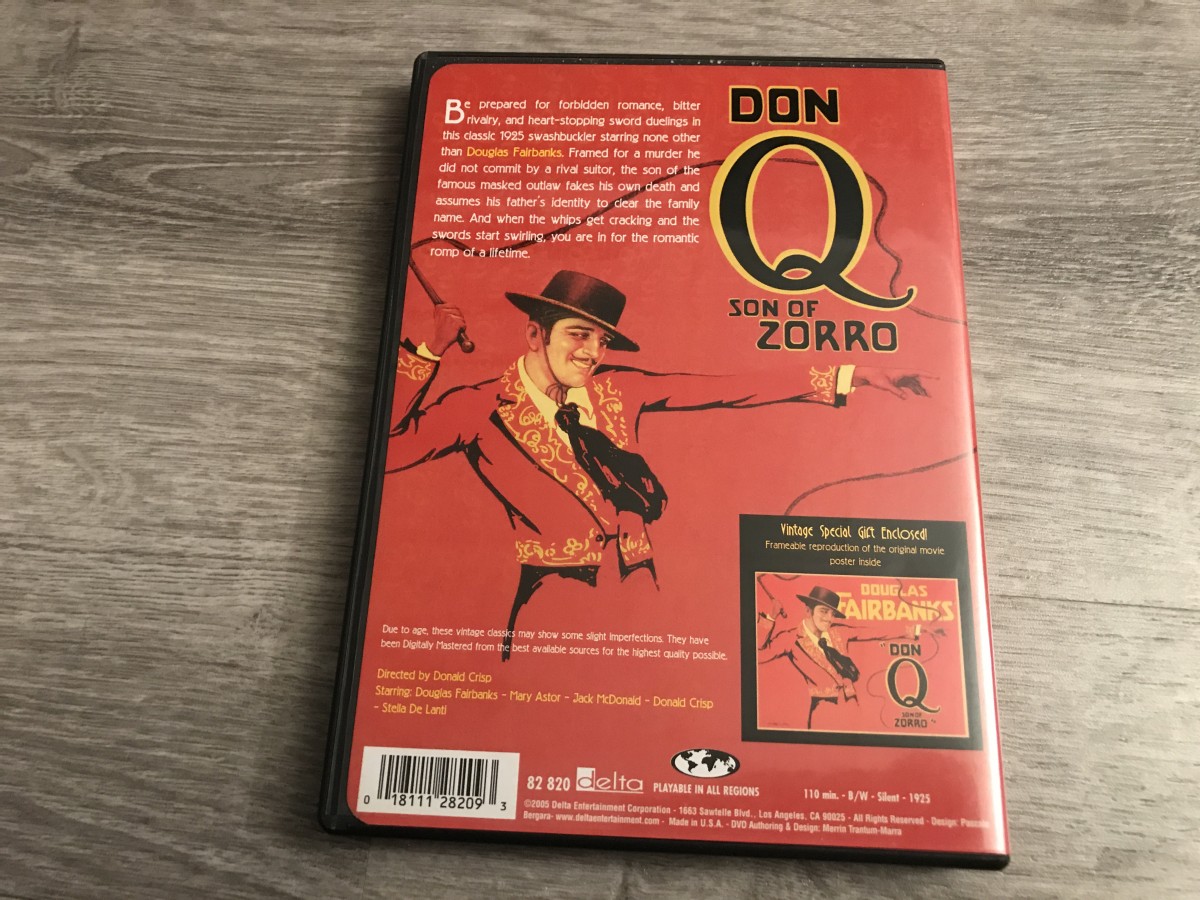 Be prepared for forbidden romance, bitter
rivalry, and heart-stopping sword duelings in
this classic 1925 swashbuckler starring none other
than Douglas Fairbanks. Framed for a murder he
did not commit by a rival suitor, the son of the
famous masked outlaw fakes his own death and
assumes his father's identity to clear the family
name. And when the whips get cracking and the
swords start swirling, you are in for the romantic
romp of a lifetime.
DON
Q
SON OF
ZORRO
Vintage Special Gift Enclosed!
Frameable reproduction of the original movie
poster inside
DOUGLAS
FAIRBANKS
"DON
Q
SON OF
ZORRO"
Due to age, these vintage classics may show some slight imperfections. They have
been Digitally Mastered from the best available sources for the highest quality possible.
Directed by Donald Crisp
Starring: Douglas Fairbanks - Mary Astor - Jack McDonald - Donald Crisp
- Stella De Lanti
0 18111 28209 3
82 820 delta
PLAYABLE IN ALL REGIONS
110 min. - B/W - Silent - 1925
©2005 Delta Entertainment Corporation - 1663 Sawtelle Blvd., Los Angeles, CA 90025 - All Rights Reserved - Design: Pascale
Bergara- www.deltaentertainment.com - Made in U.S.A. - DVD Authoring & Design: Merrin Trantum-Marra